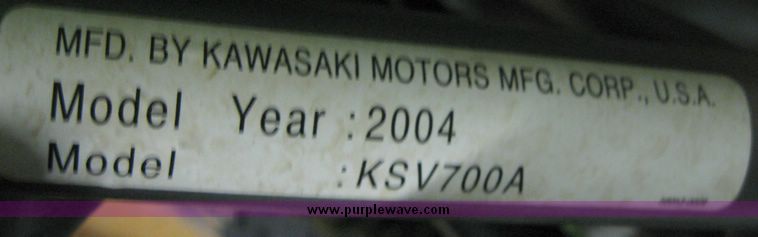 MFD. BY KAWASAKI MOTORS MFG. CORP., U.S.A.
Model Year : 2004
Model : KSV700A
www.purplewave.com